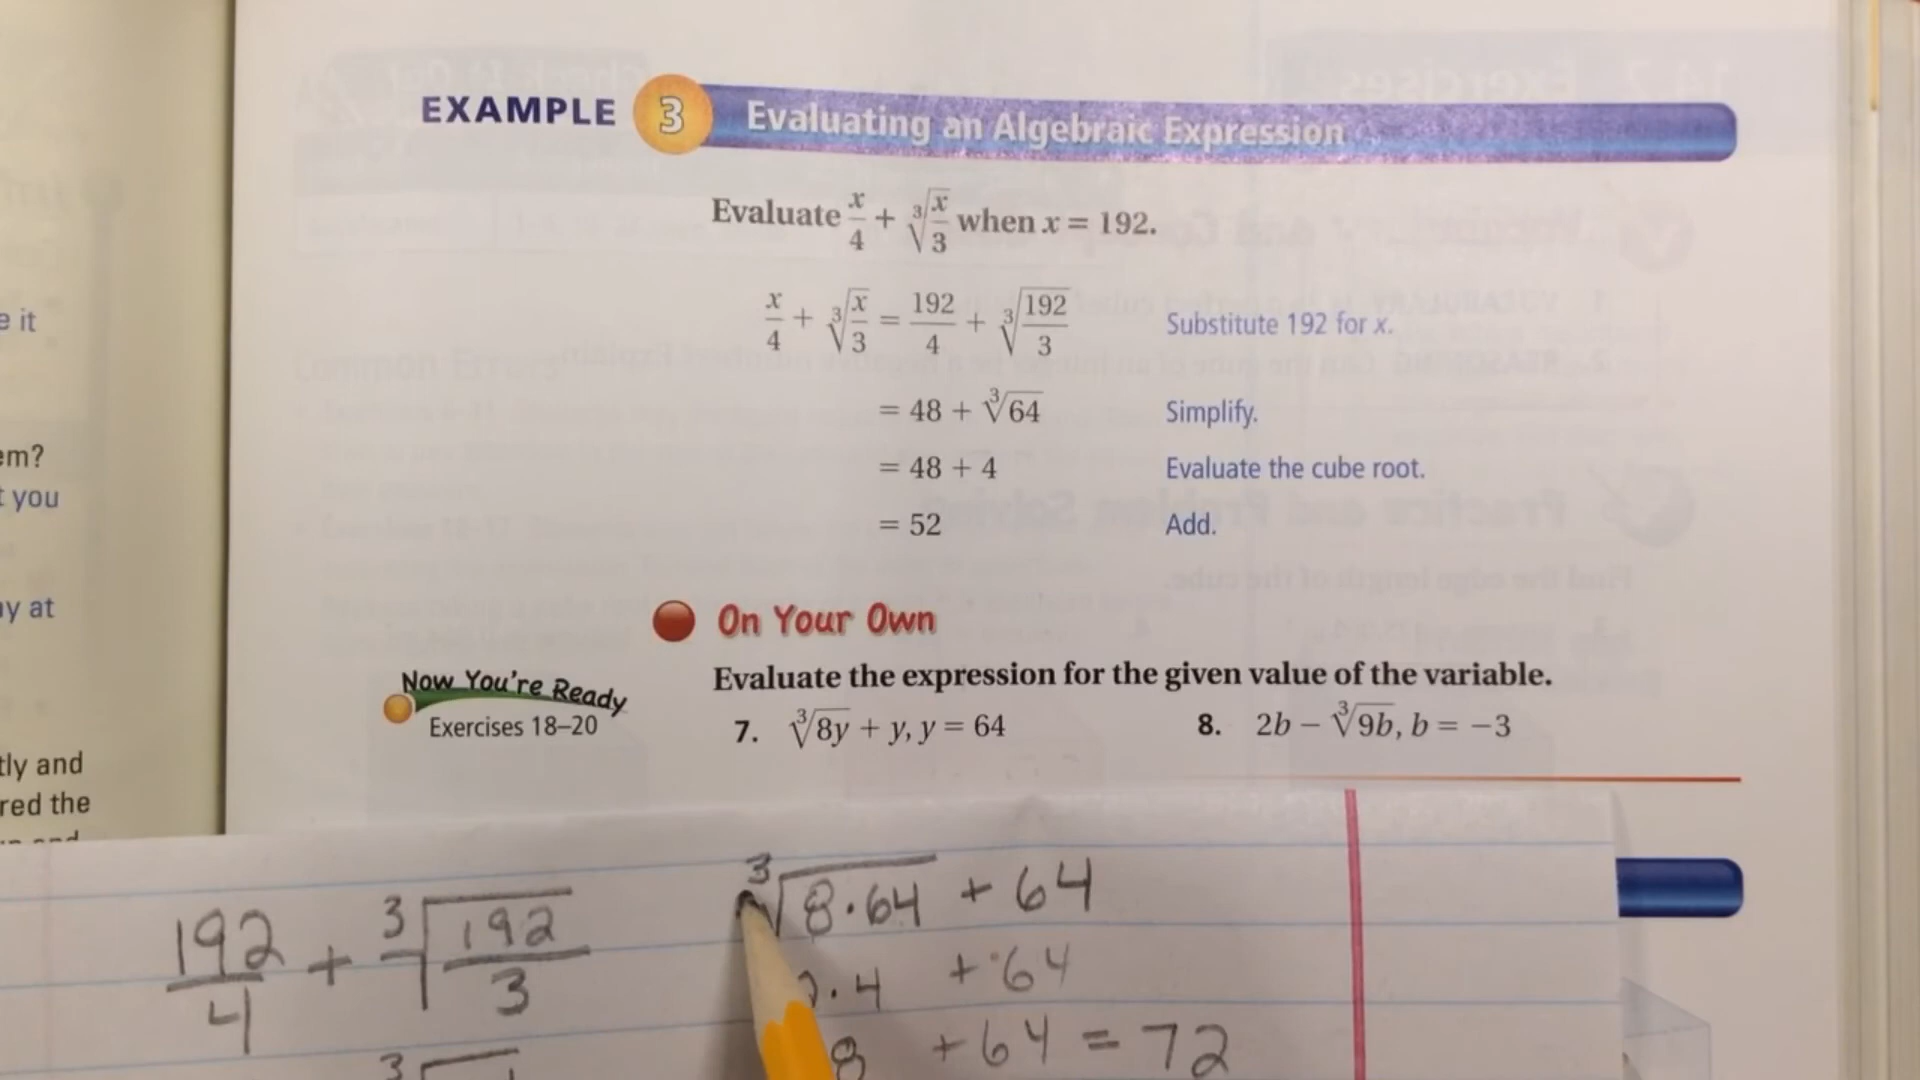 EXAMPLE 3 Evaluating an Algebraic Expression
Evaluate x/4 + ∛(x/3) when x = 192.
x/4 + ∛(x/3) = 192/4 + ∛(192/3) Substitute 192 for x.
= 48 + ∛64 Simplify.
= 48 + 4 Evaluate the cube root.
= 52 Add.
On Your Own
Now You're Ready
Exercises 18–20
Evaluate the expression for the given value of the variable.
7. ∛8y + y, y = 64 8. 2b − ∛9b, b = −3
e it
em?
t you
y at
tly and
red the
192/4 + ∛(192/3)
∛(8·64) + 64
·4 + 64
8 + 64 = 72